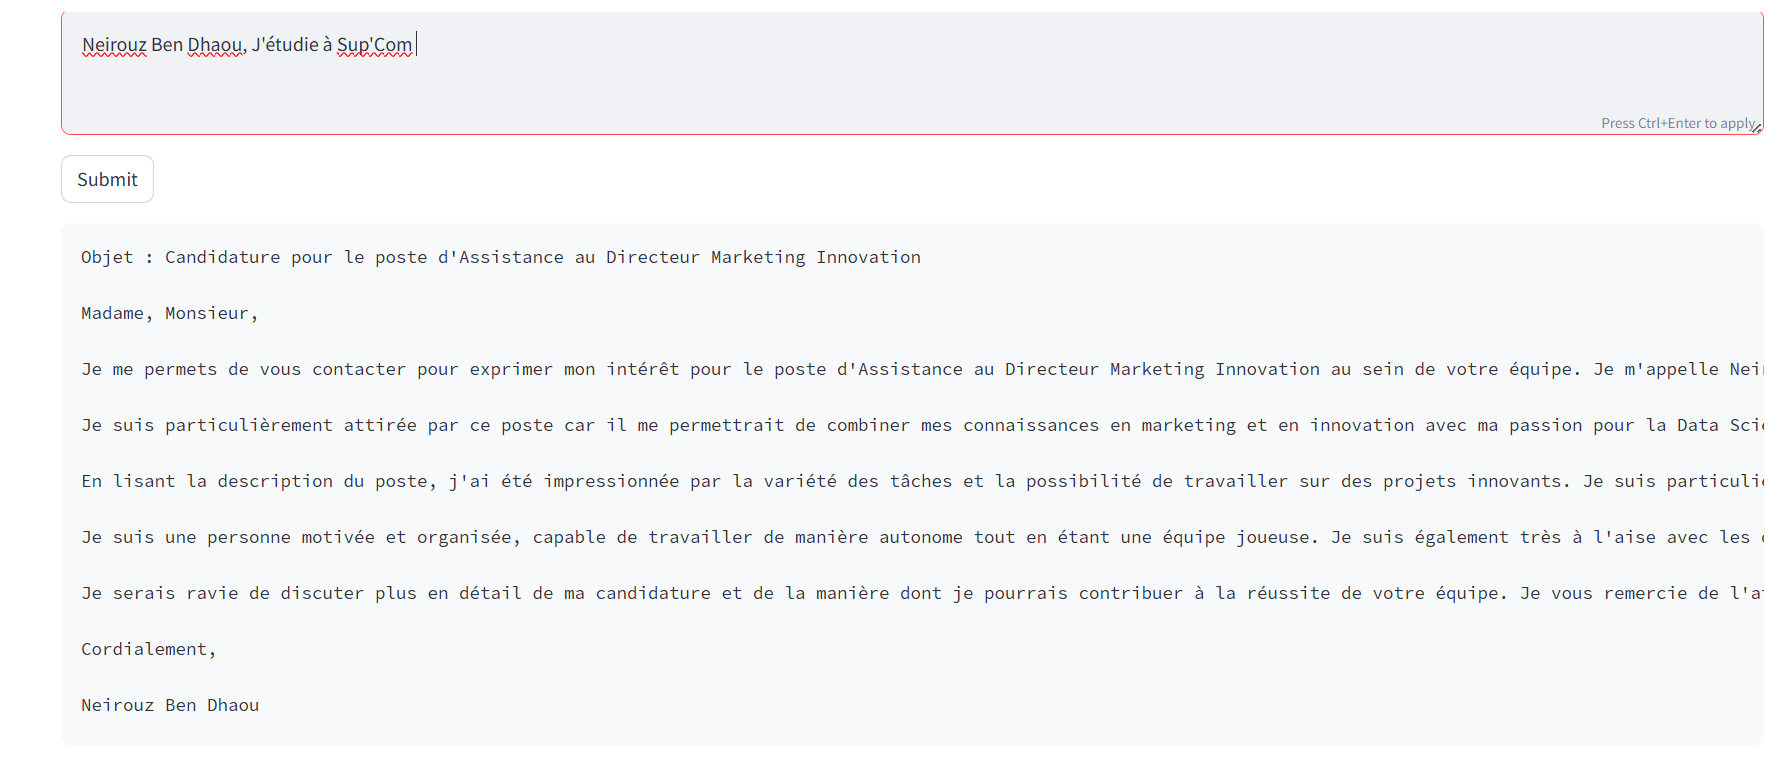 Neirouz Ben Dhaou, J'étudie à Sup'Com
Press Ctrl+Enter to apply
Submit
Objet : Candidature pour le poste d'Assistance au Directeur Marketing Innovation
Madame, Monsieur,
Je me permets de vous contacter pour exprimer mon intérêt pour le poste d'Assistance au Directeur Marketing Innovation au sein de votre équipe. Je m'appelle
Je suis particulièrement attirée par ce poste car il me permettrait de combiner mes connaissances en marketing et en innovation avec ma passion pour la Data
En lisant la description du poste, j'ai été impressionnée par la variété des tâches et la possibilité de travailler sur des projets innovants. Je suis
Je suis une personne motivée et organisée, capable de travailler de manière autonome tout en étant une équipe joueuse. Je suis également très à l'aise avec les
Je serais ravie de discuter plus en détail de ma candidature et de la manière dont je pourrais contribuer à la réussite de votre équipe. Je vous remercie de
Cordialement,
Neirouz Ben Dhaou